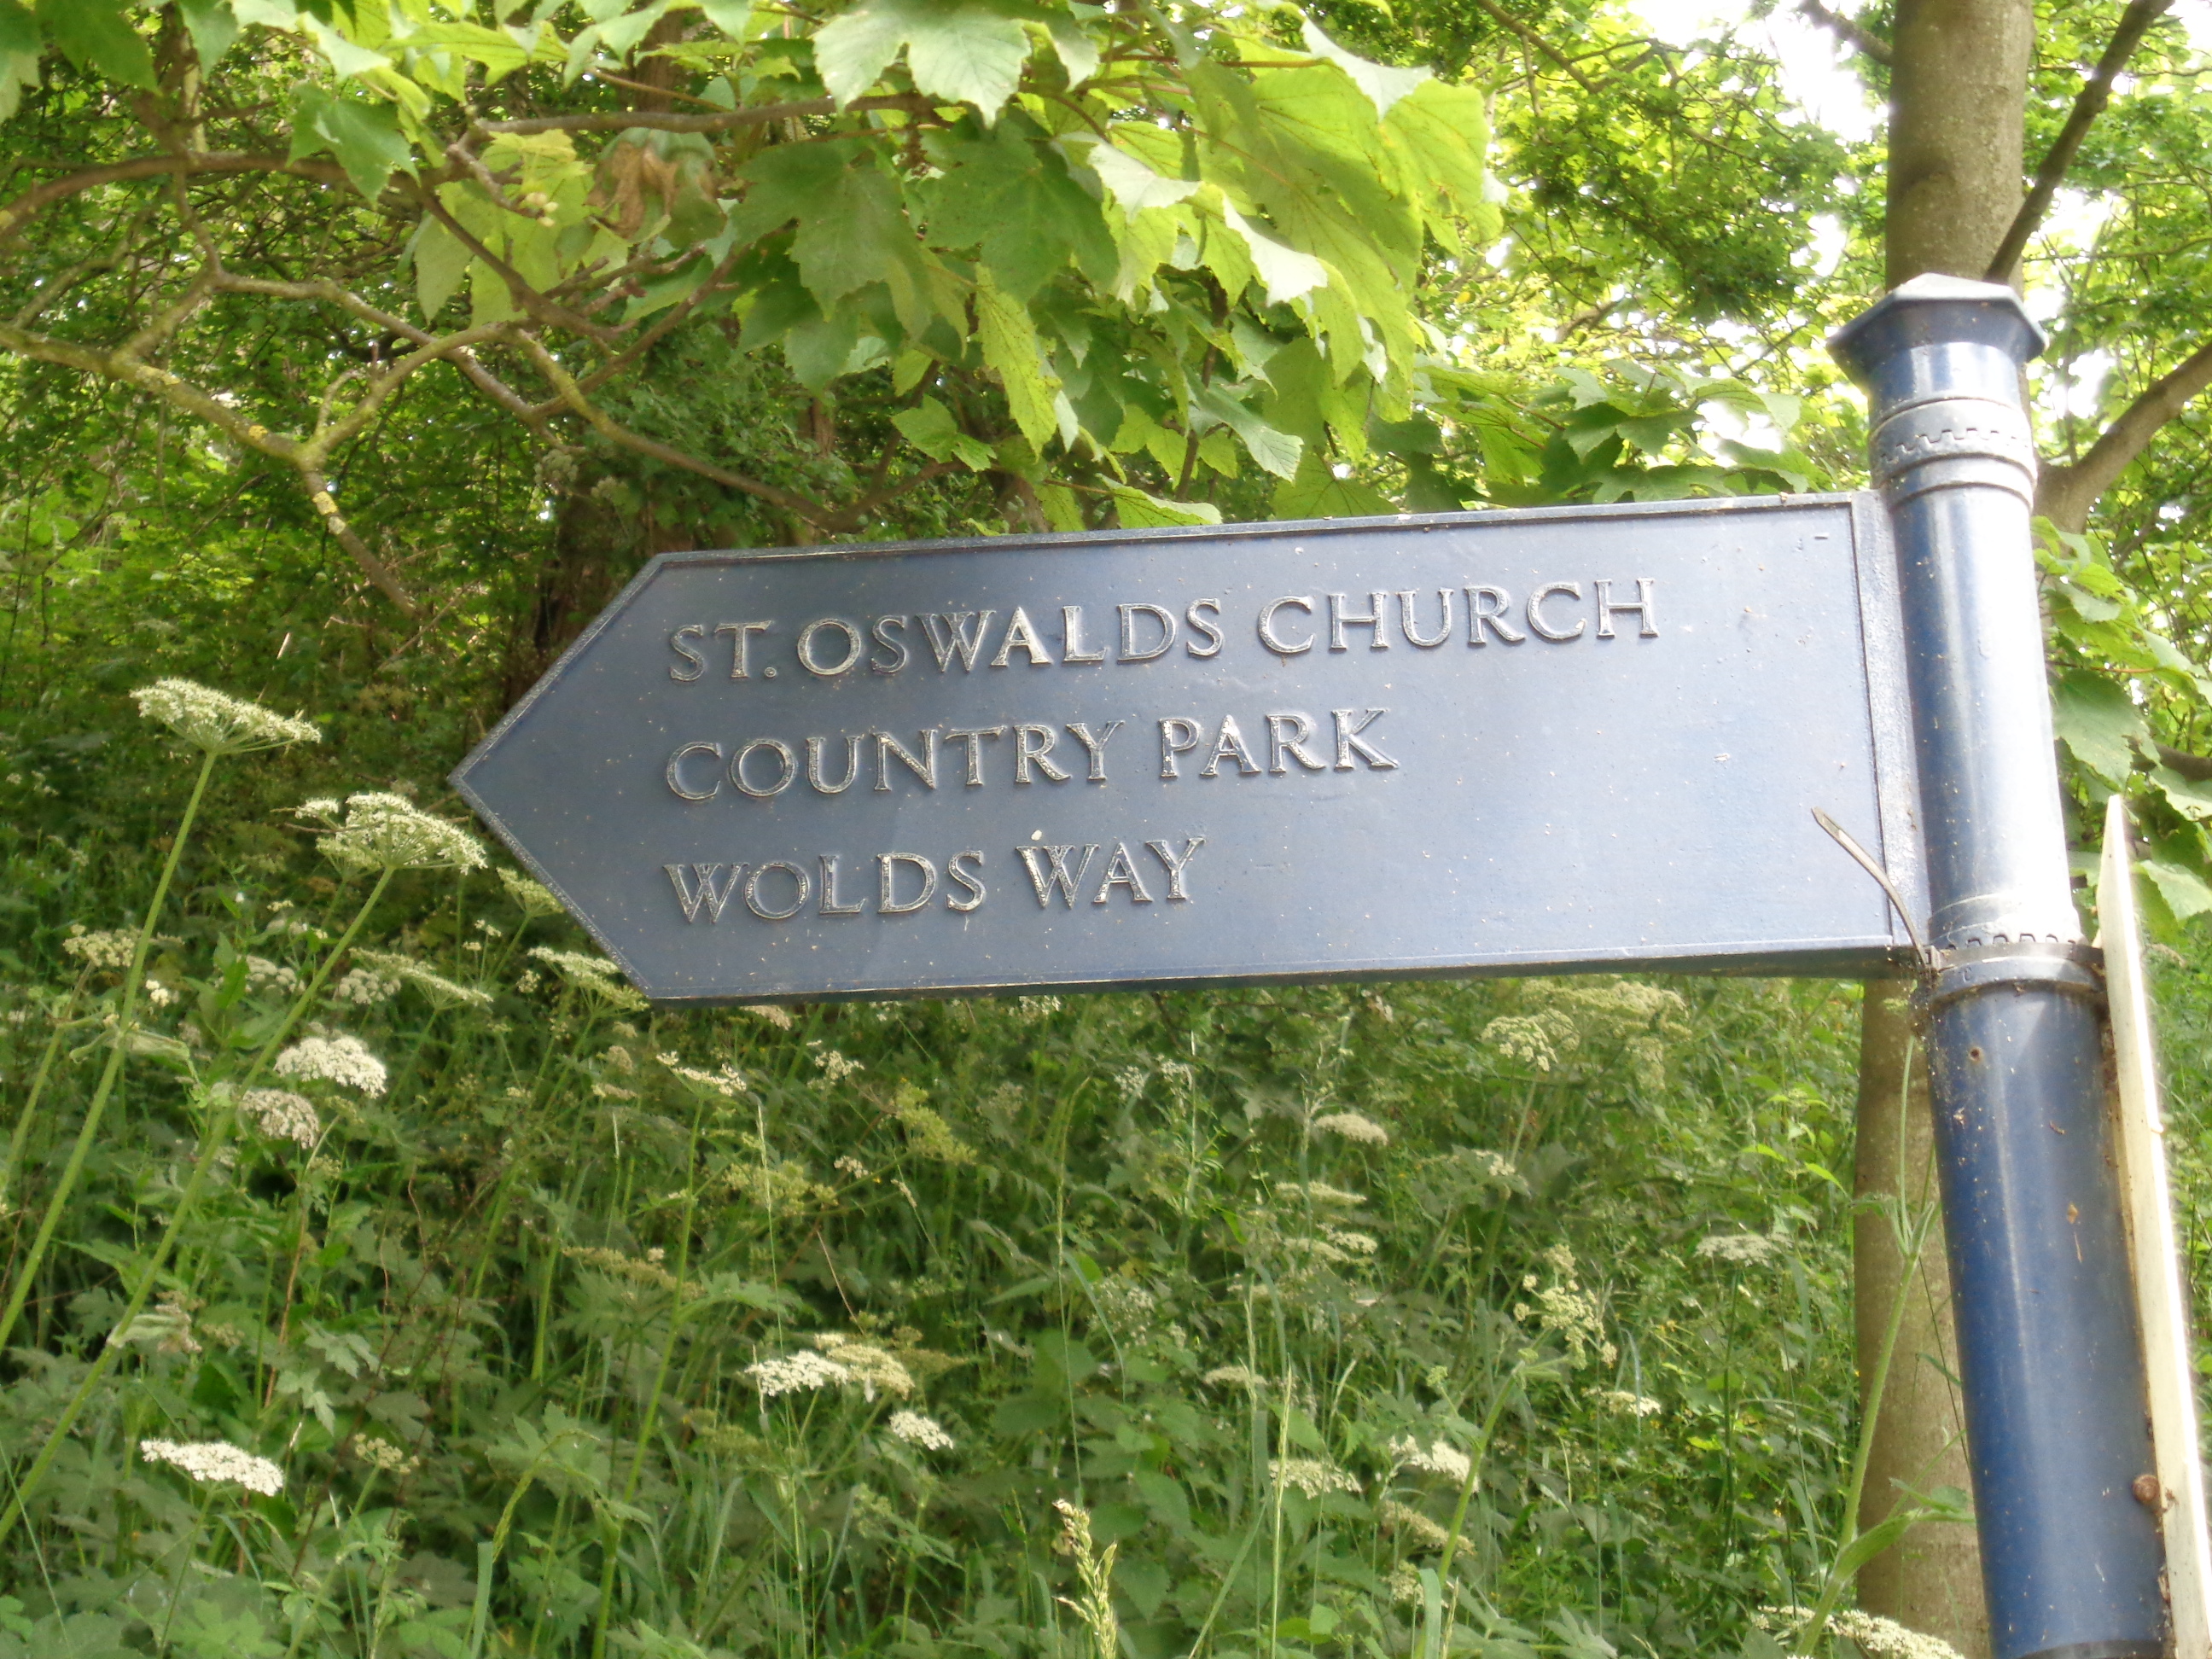 ST. OSWALDS CHURCH
COUNTRY PARK
WOLDS WAY